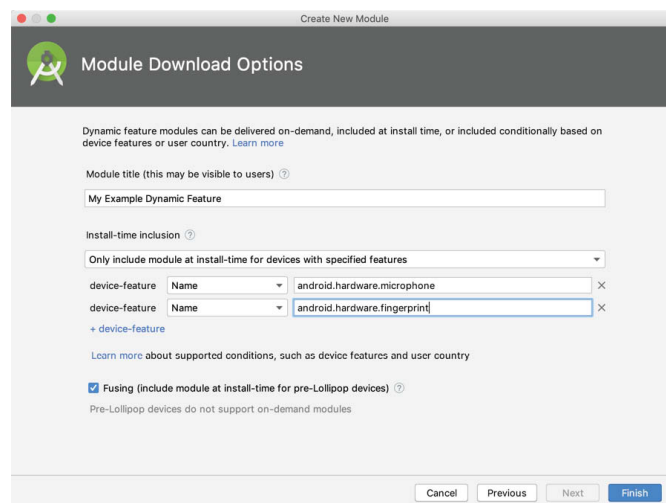 Create New Module
Module Download Options
Dynamic feature modules can be delivered on-demand, included at install time, or included conditionally based on
device features or user country. Learn more
Module title (this may be visible to users) ?
My Example Dynamic Feature
Install-time inclusion ?
Only include module at install-time for devices with specified features
device-feature Name android.hardware.microphone
device-feature Name android.hardware.fingerprint
+ device-feature
Learn more about supported conditions, such as device features and user country
Fusing (include module at install-time for pre-Lollipop devices) ?
Pre-Lollipop devices do not support on-demand modules
Cancel Previous Next Finish